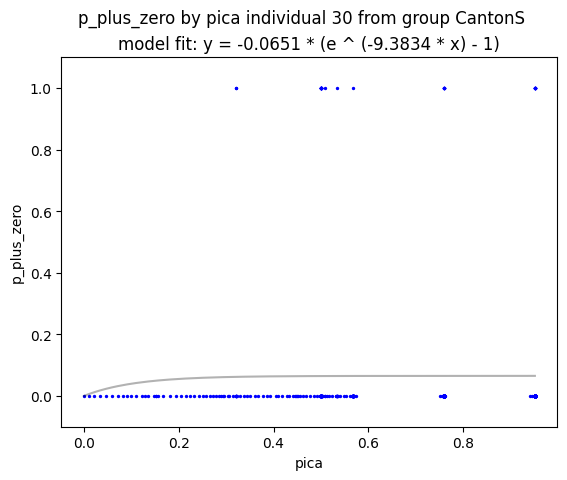 p_plus_zero by pica individual 30 from group CantonS
model fit: y = -0.0651 * (e ^ (-9.3834 * x) - 1)
1.0
0.8
0.6
0.4
0.2
0.0
p_plus_zero
0.0 0.2 0.4 0.6 0.8
pica